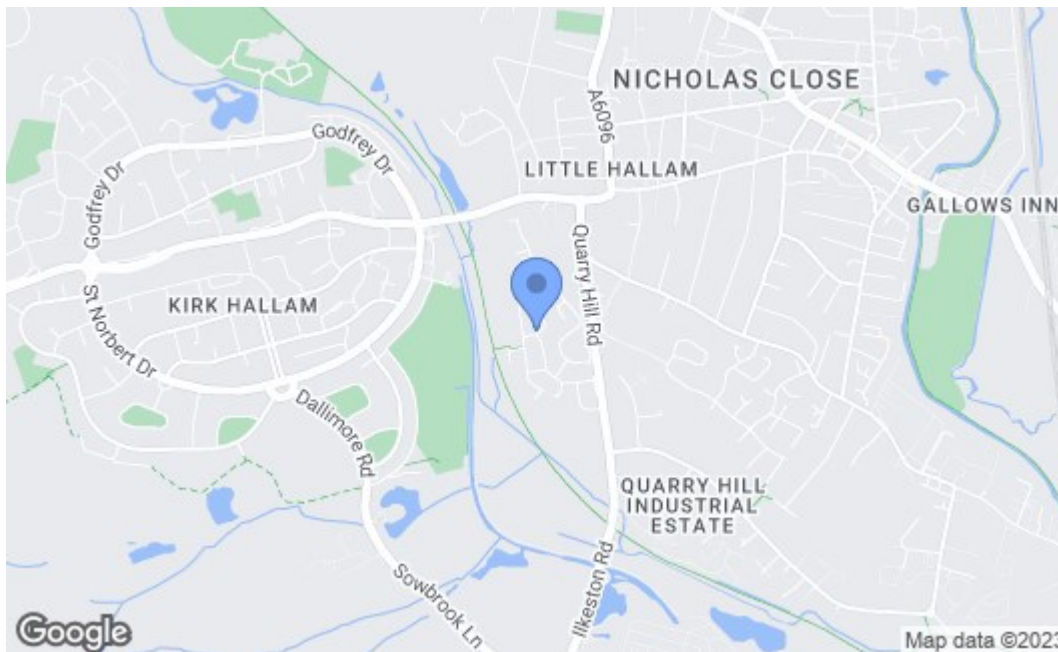 NICHOLAS CLOSE
A6096
Godfrey Dr
LITTLE HALLAM
Godfrey Dr
GALLOWS INN
Quarry Hill Rd
KIRK HALLAM
St Norbert Dr
Dallimore Rd
QUARRY HILL
INDUSTRIAL
ESTATE
Sowbrook Ln
Ilkeston Rd
Google
Map data ©2023